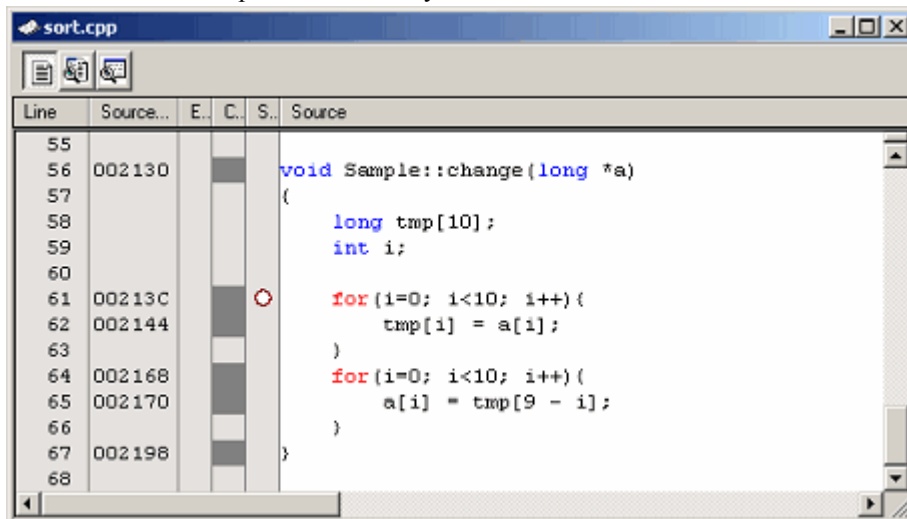 sort.cpp
Line Source... E.. C.. S.. Source
55
56 002130 void Sample::change(long *a)
57 {
58 long tmp[10];
59 int i;
60
61 00213C for(i=0; i<10; i++){
62 002144 tmp[i] = a[i];
63 }
64 002168 for(i=0; i<10; i++){
65 002170 a[i] = tmp[9 - i];
66 }
67 002198 }
68